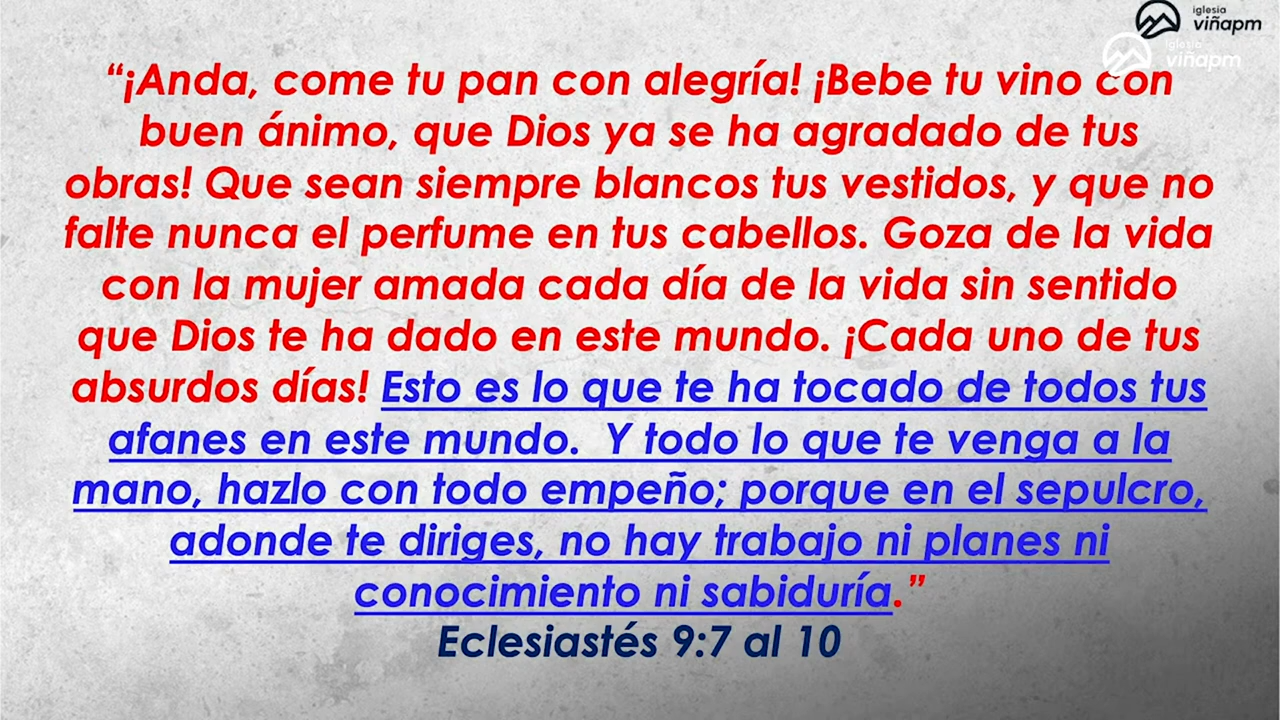 iglesia
viñapm
iglesia
viñapm
“¡Anda, come tu pan con alegría! ¡Bebe tu vino con
buen ánimo, que Dios ya se ha agradado de tus
obras! Que sean siempre blancos tus vestidos, y que no
falte nunca el perfume en tus cabellos. Goza de la vida
con la mujer amada cada día de la vida sin sentido
que Dios te ha dado en este mundo. ¡Cada uno de tus
absurdos días! Esto es lo que te ha tocado de todos tus
afanes en este mundo.  Y todo lo que te venga a la
mano, hazlo con todo empeño; porque en el sepulcro,
adonde te diriges, no hay trabajo ni planes ni
conocimiento ni sabiduría.”
Eclesiastés 9:7 al 10